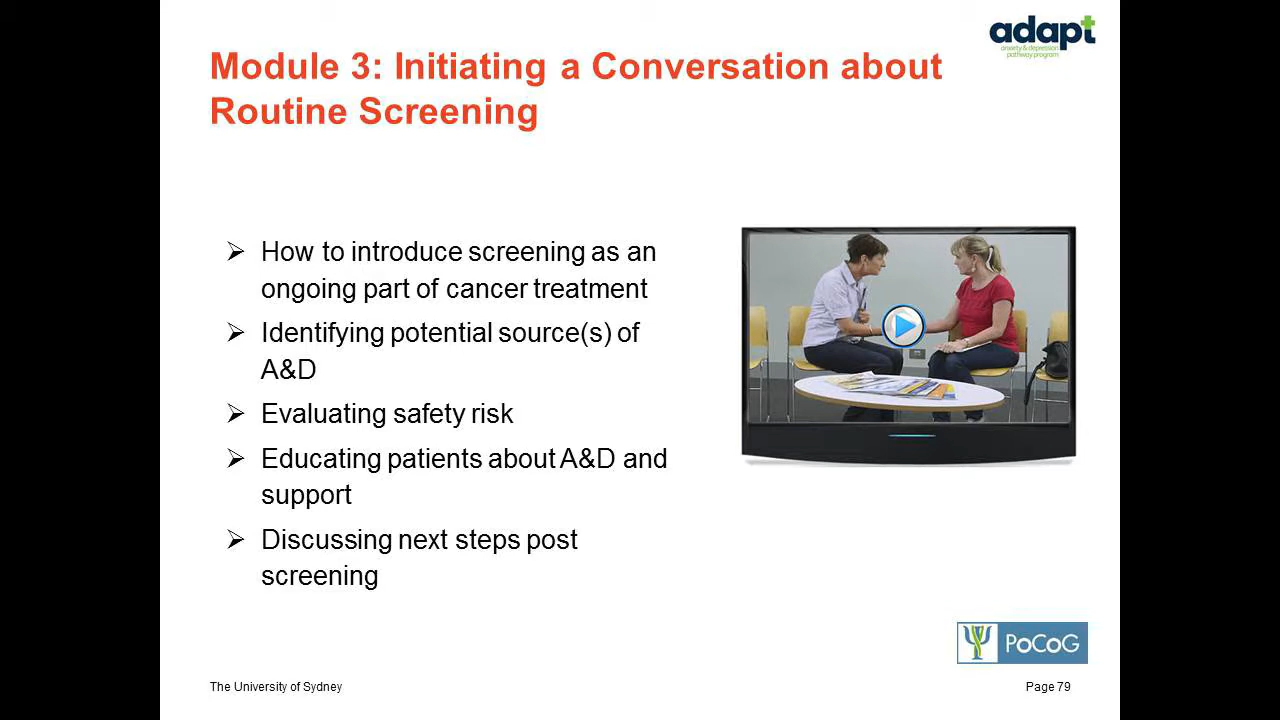 adapt
anxiety & depression
pathway program
Module 3: Initiating a Conversation about
Routine Screening
How to introduce screening as an
ongoing part of cancer treatment
Identifying potential source(s) of
A&D
Evaluating safety risk
Educating patients about A&D and
support
Discussing next steps post
screening
PoCoG
The University of Sydney
Page 79